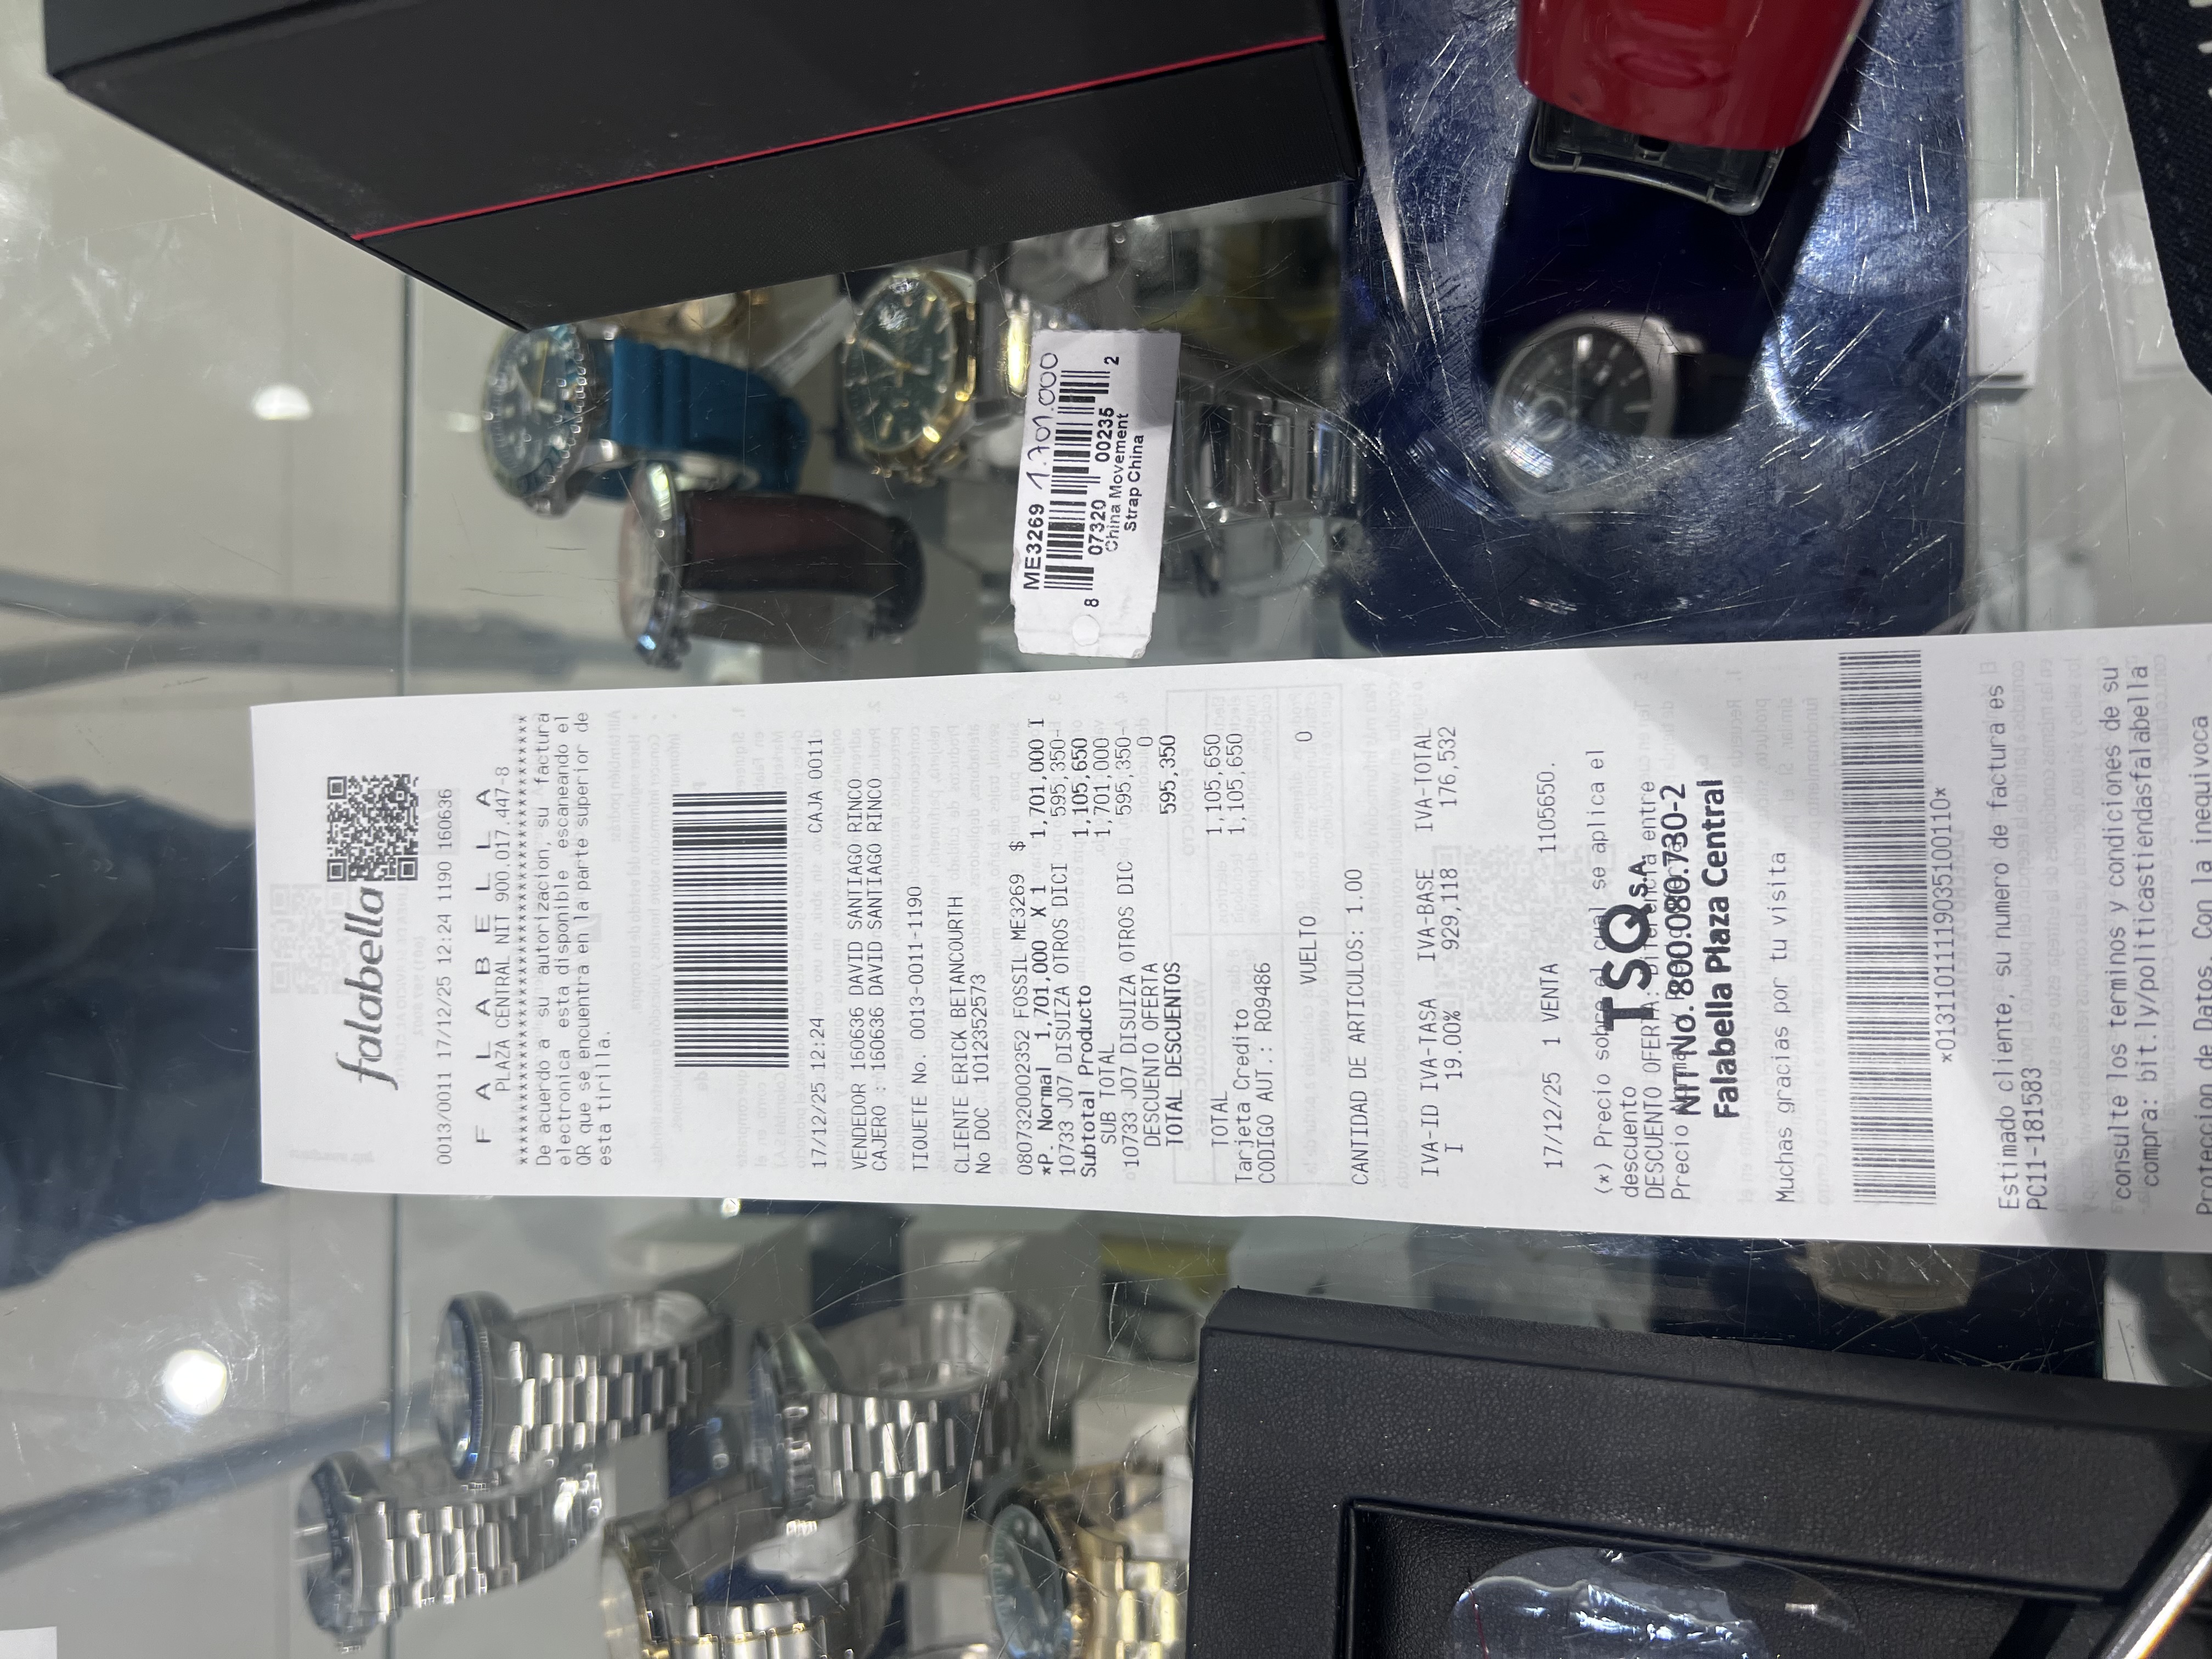 falabella
0013/0011 17/12/25 12:24 1190 160636
F A L A B E L L A
PLAZA CENTRAL NIT 900.017.447-8
****************************************
De acuerdo a su autorizacion, su factura
electronica esta disponible escaneando el
QR que se encuentra en la parte superior de
esta tirilla.
17/12/25 12:24 CAJA 0011
VENDEDOR 160636 DAVID SANTIAGO RINCO
CAJERO : 160636 DAVID SANTIAGO RINCO
TIQUETE No. 0013-0011-1190
CLIENTE ERICK BETANCOURTH
No DOC 1012352573
0807320002352 FOSSIL ME3269 $ 1,701,000 I
*P. Normal 1,701,000 X 1
10733 J07 DISUIZA OTROS DICI 595,350-
Subtotal Producto 1,105,650
SUB TOTAL 1,701,000
10733 J07 DISUIZA OTROS DIC 595,350-
DESCUENTO OFERTA 0
TOTAL DESCUENTOS 595,350
TOTAL 1,105,650
Tarjeta Credito 1,105,650
CODIGO AUT.: R09486
VUELTO 0
CANTIDAD DE ARTICULOS: 1.00
IVA-ID IVA-TASA IVA-BASE IVA-TOTAL
I 19.00% 929,118 176,532
17/12/25 1 VENTA 1105650.
(*) Precio sobre el cual se aplica el
descuento
DESCUENTO OFERTA: Diferencia entre
Precio
TSQ S.A
NIT No. 800.080.730-2
Falabella Plaza Central
Muchas gracias por tu visita
*01311011119035100110*
Estimado cliente, su numero de factura es
PC11-181583
consulte los terminos y condiciones de su
compra: bit.ly/politicastiendasfalabella
Proteccion de Datos. Con la inequivoca
ME3269 1.701.000
8 07320 00235 2
China Movement
Strap China